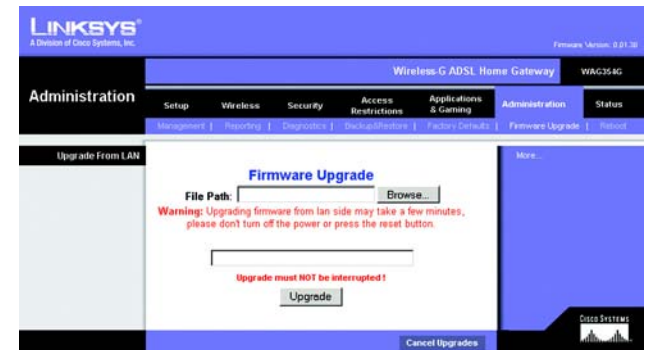 LINKSYS®
A Division of Cisco Systems, Inc.
Firmware Version: 0.01.30
Wireless-G ADSL Home Gateway WAG354G
Administration
Setup Wireless Security Access Restrictions Applications & Gaming Administration Status
Management | Reporting | Diagnostics | Backup&Restore | Factory Defaults | Firmware Upgrade | Reboot
Upgrade From LAN
More...
Firmware Upgrade
File Path: Browse...
Warning: Upgrading firmware from lan side may take a few minutes,
please don't turn off the power or press the reset button.
Upgrade must NOT be interrupted !
Upgrade
Cancel Upgrades
CISCO SYSTEMS